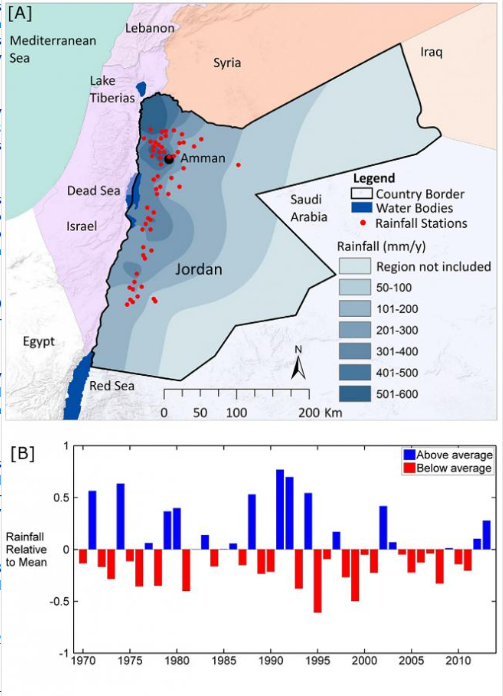 [A]
Lebanon
Mediterranean
Sea
Iraq
Syria
Lake
Tiberias
Amman
Legend
Country Border
Water Bodies
Rainfall Stations
Dead Sea
Saudi
Arabia
Israel
Rainfall (mm/y)
Region not included
50-100
101-200
201-300
301-400
401-500
501-600
Jordan
Egypt
N
Red Sea
0 50 100 200 Km
[B]
Above average
Below average
Rainfall
Relative
to Mean
1
0.5
0
-0.5
-1
1970 1975 1980 1985 1990 1995 2000 2005 2010